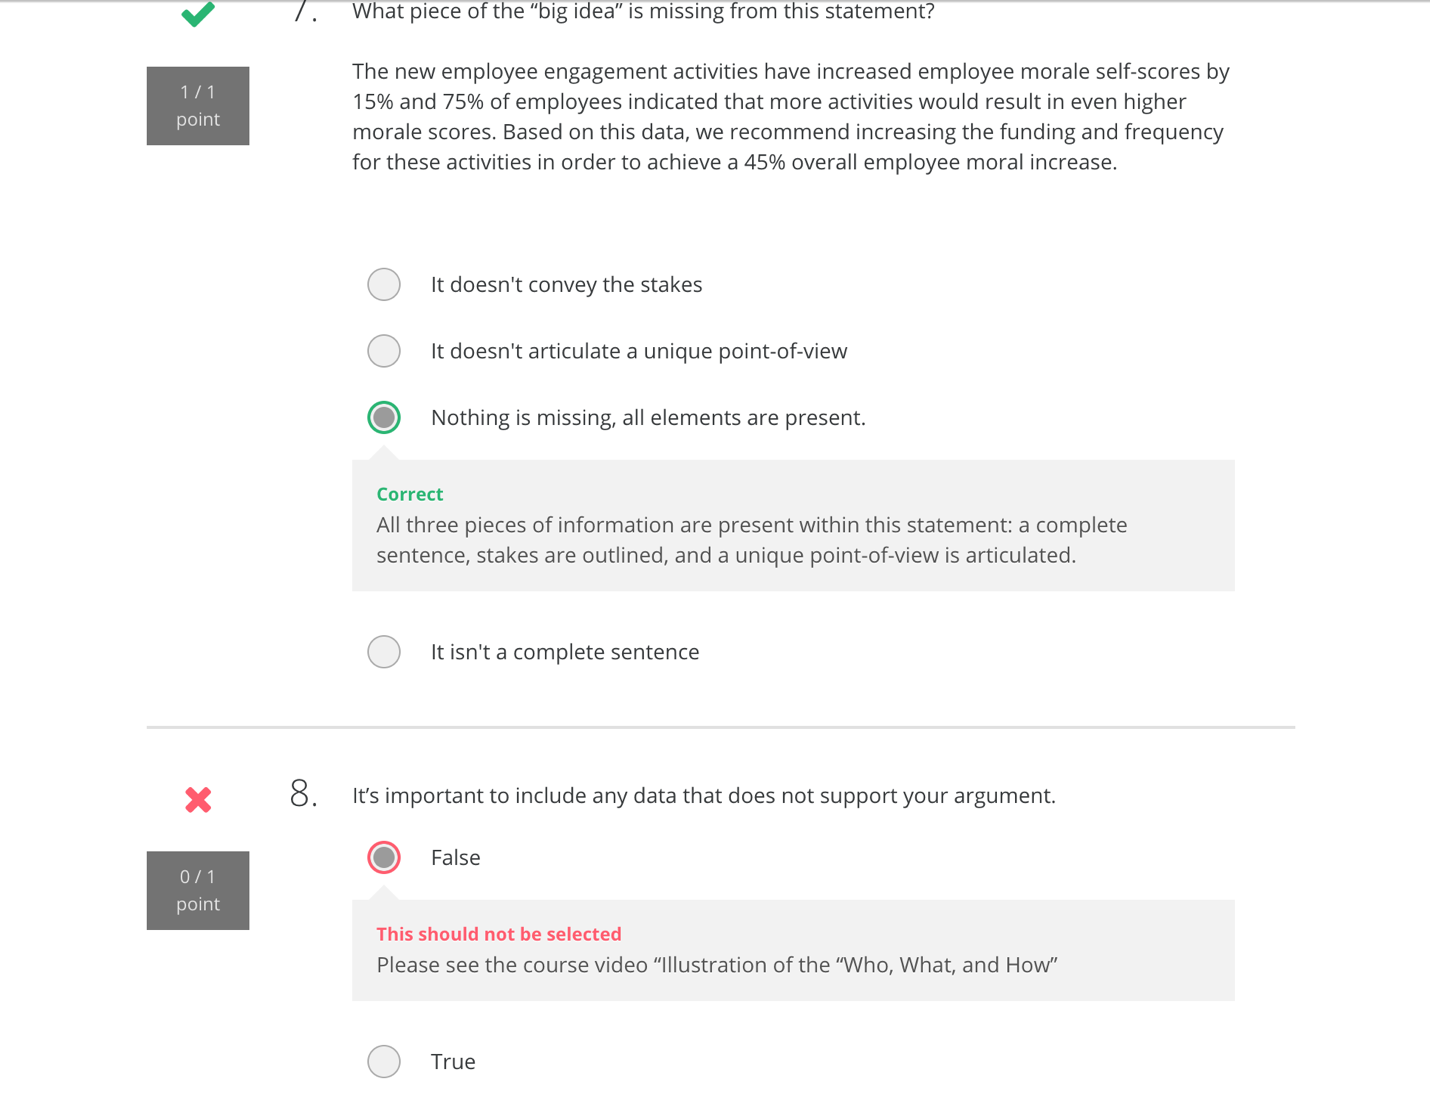 7. What piece of the “big idea” is missing from this statement?
1 / 1
point
The new employee engagement activities have increased employee morale self-scores by
15% and 75% of employees indicated that more activities would result in even higher
morale scores. Based on this data, we recommend increasing the funding and frequency
for these activities in order to achieve a 45% overall employee moral increase.
It doesn't convey the stakes
It doesn't articulate a unique point-of-view
Nothing is missing, all elements are present.
Correct
All three pieces of information are present within this statement: a complete
sentence, stakes are outlined, and a unique point-of-view is articulated.
It isn't a complete sentence
8. It’s important to include any data that does not support your argument.
0 / 1
point
False
This should not be selected
Please see the course video “Illustration of the “Who, What, and How”
True